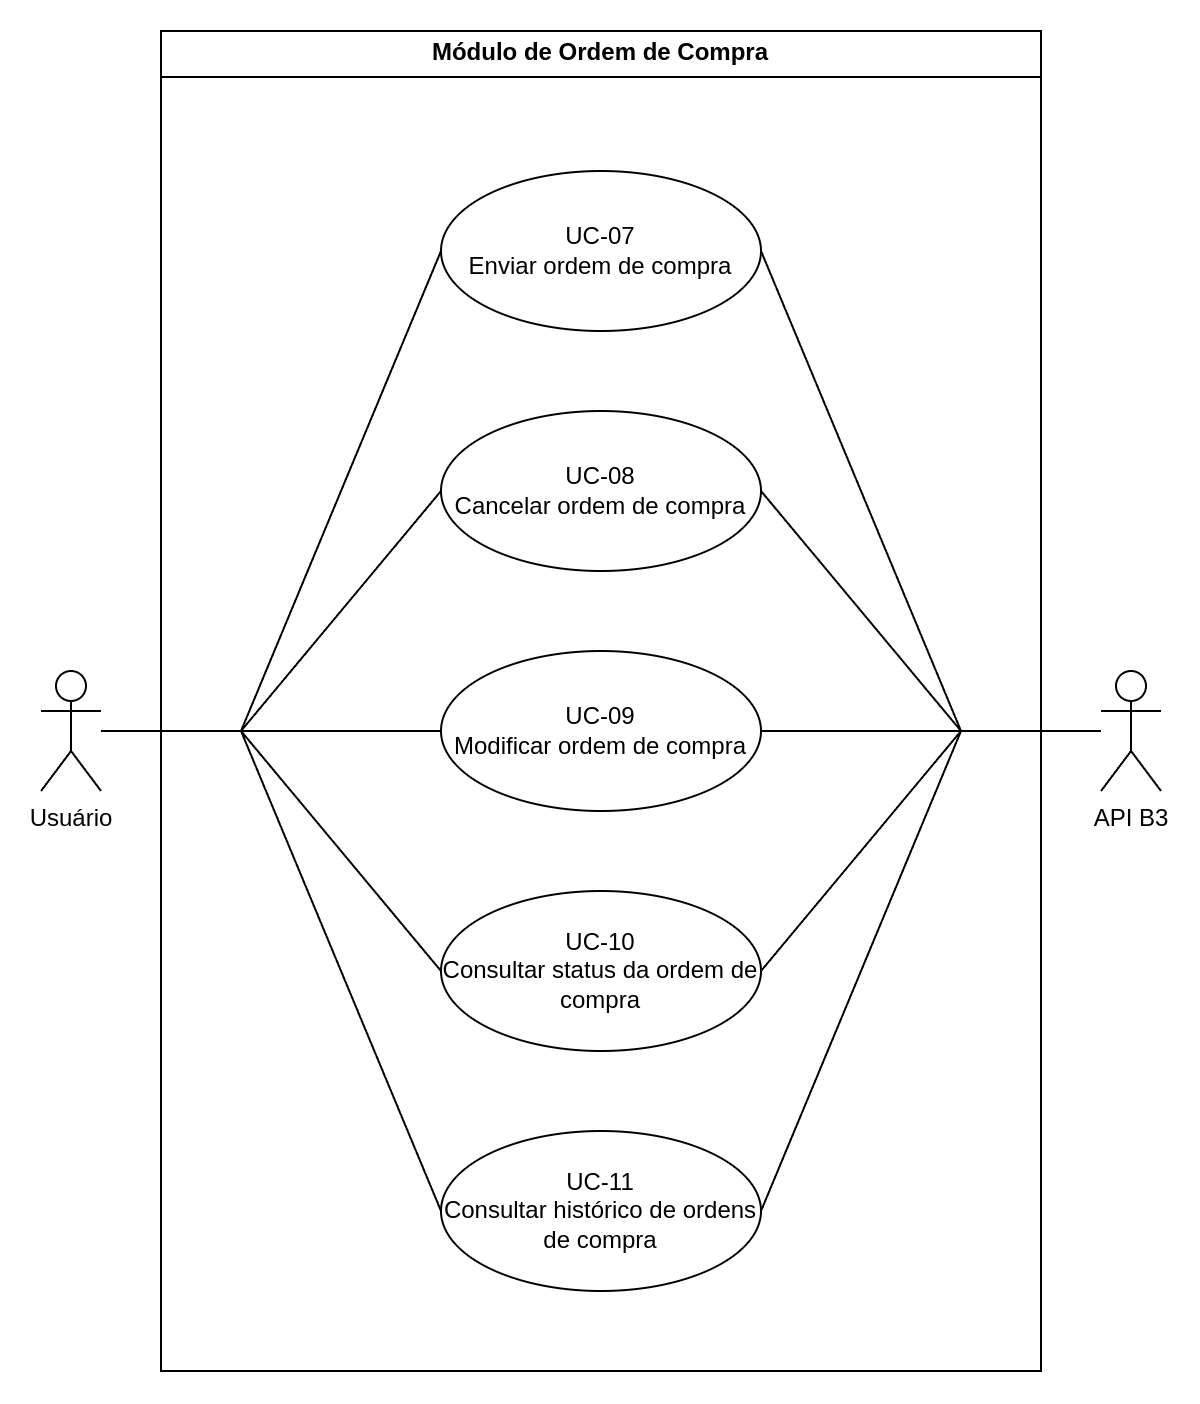 Módulo de Ordem de Compra
UC-07
Enviar ordem de compra
UC-08
Cancelar ordem de compra
UC-09
Modificar ordem de compra
Usuário
API B3
UC-10
Consultar status da ordem de
compra
UC-11
Consultar histórico de ordens
de compra